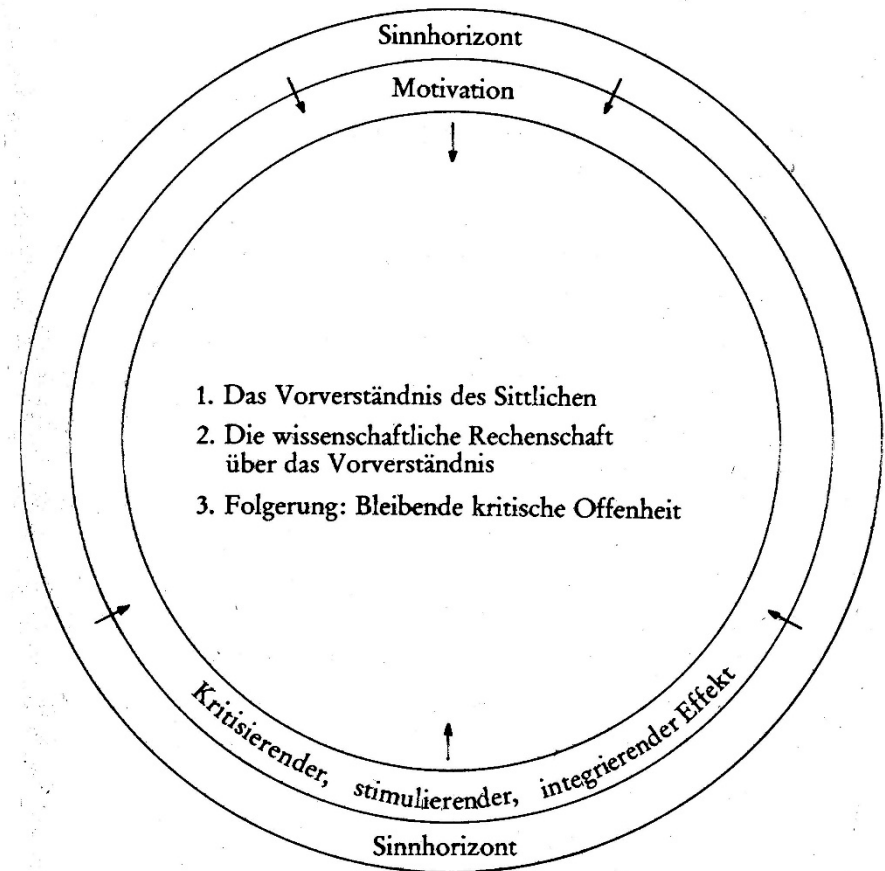 Sinnhorizont
Motivation
1. Das Vorverständnis des Sittlichen
2. Die wissenschaftliche Rechenschaft
über das Vorverständnis
3. Folgerung: Bleibende kritische Offenheit
Kritisierender, stimulierender, integrierender Effekt
Sinnhorizont